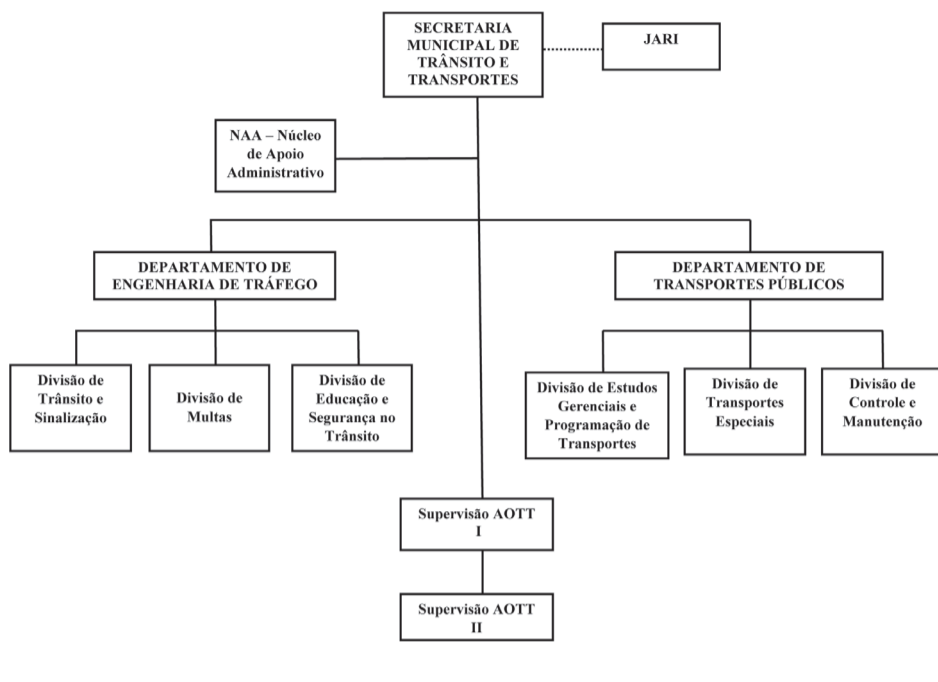 SECRETARIA
MUNICIPAL DE
TRÂNSITO E
TRANSPORTES
JARI
NAA – Núcleo
de Apoio
Administrativo
DEPARTAMENTO DE
ENGENHARIA DE TRÁFEGO
DEPARTAMENTO DE
TRANSPORTES PÚBLICOS
Divisão de
Trânsito e
Sinalização
Divisão de
Multas
Divisão de
Educação e
Segurança no
Trânsito
Divisão de Estudos
Gerenciais e
Programação de
Transportes
Divisão de
Transportes
Especiais
Divisão de
Controle e
Manutenção
Supervisão AOTT
I
Supervisão AOTT
II